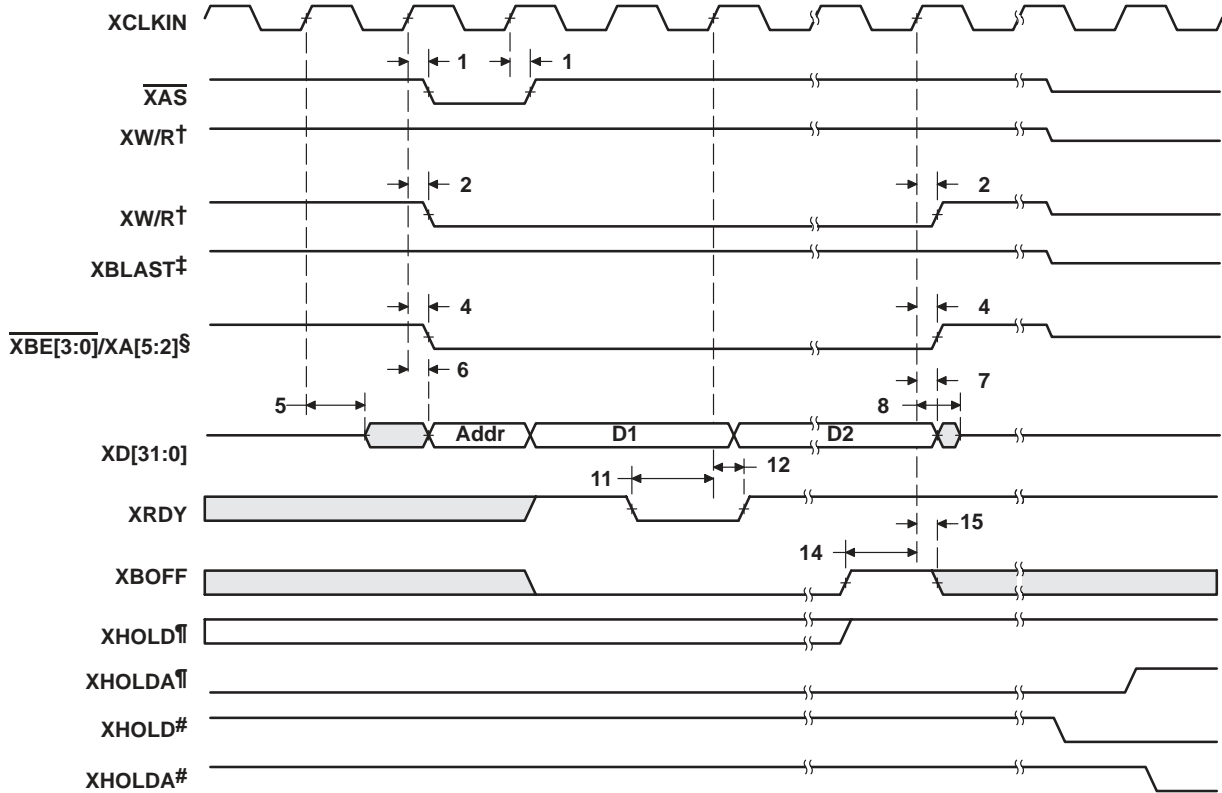 XCLKIN
1 1
XAS
XW/R†
2 2
XW/R†
XBLAST‡
4 4
XBE[3:0]/XA[5:2]§
6 7
5 8
Addr D1 D2
XD[31:0]
11 12
XRDY
15
14
XBOFF
XHOLD¶
XHOLDA¶
XHOLD#
XHOLDA#